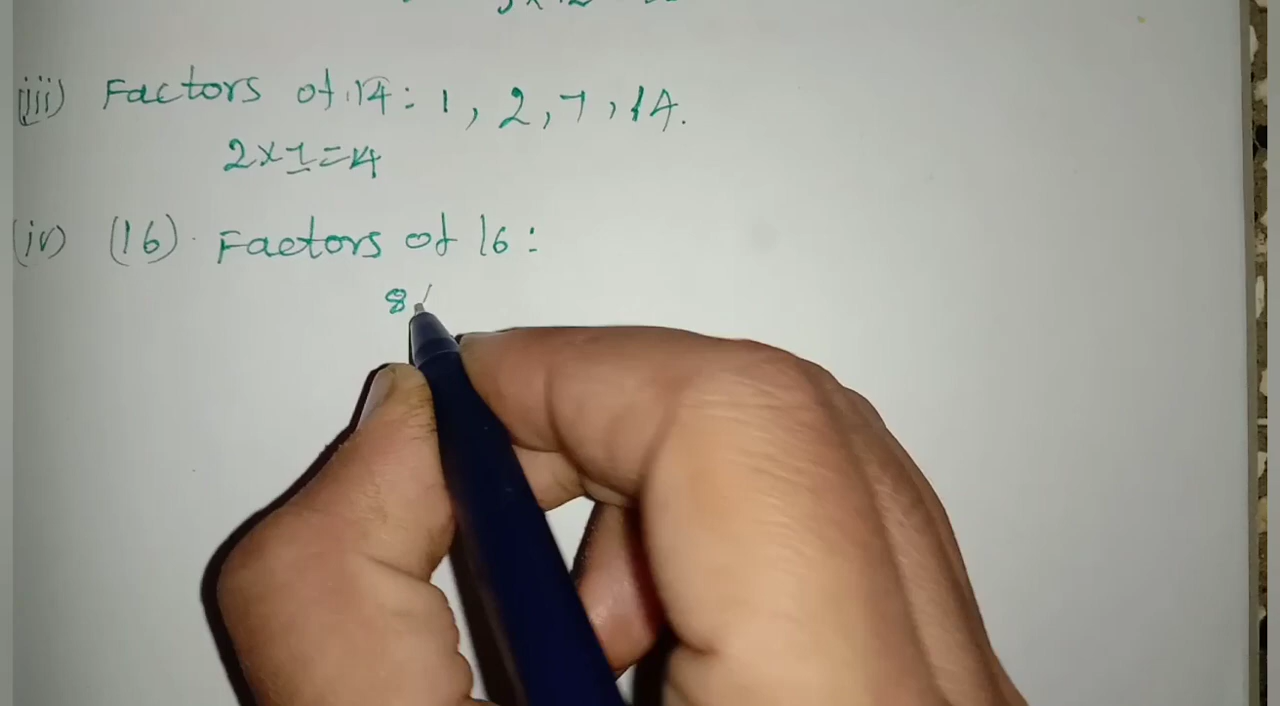 (iii) Factors of 14: 1, 2, 7, 14.
2×7=14
(iv) (16). Factors of 16:
8